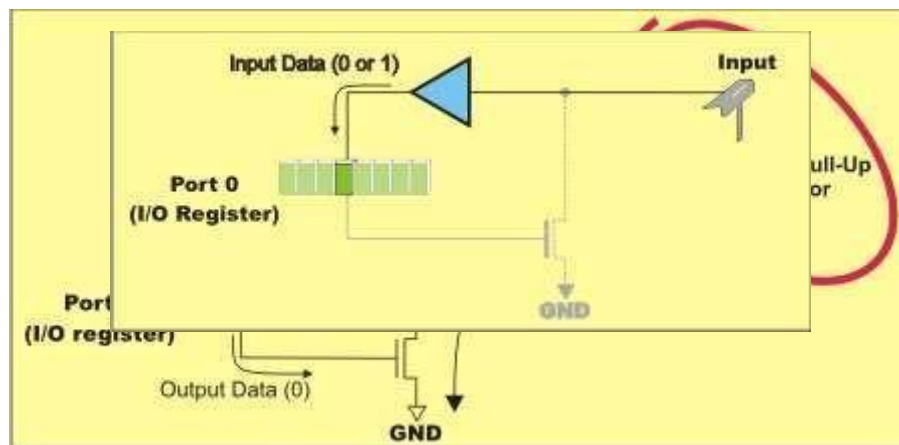 Input Data (0 or 1)
Input
Port 0
(I/O Register)
GND
ull-Up
or
Port
(I/O register)
Output Data (0)
GND